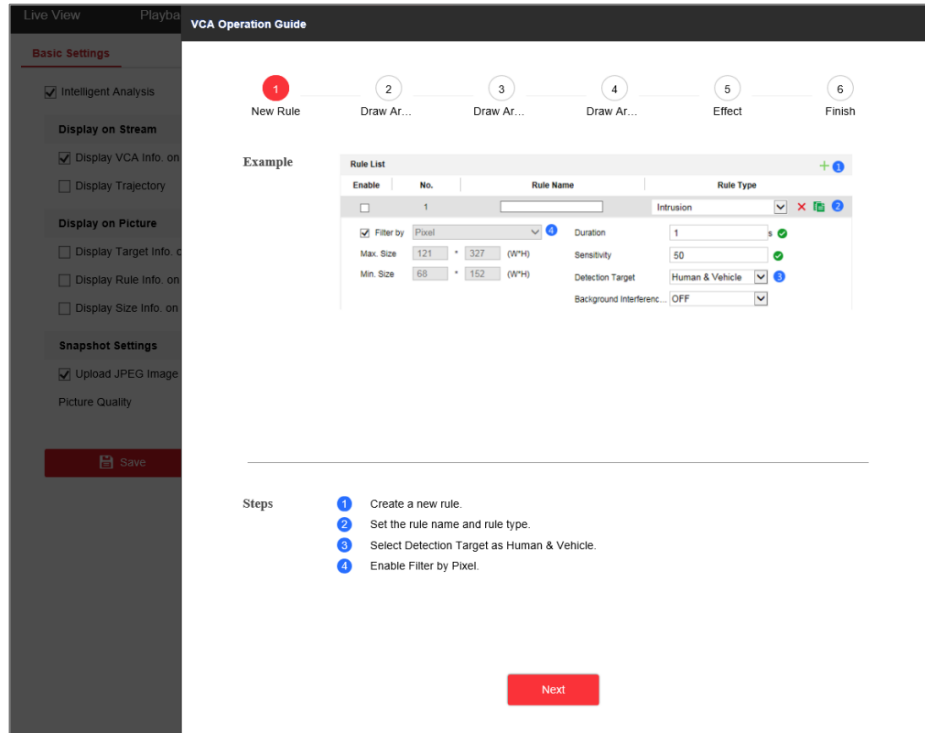 Live View Playba
VCA Operation Guide
Basic Settings
Intelligent Analysis
Display on Stream
Display VCA Info. on
Display Trajectory
Display on Picture
Display Target Info. o
Display Rule Info. on
Display Size Info. on
Snapshot Settings
Upload JPEG Image
Picture Quality
Save
1 2 3 4 5 6
New Rule Draw Ar... Draw Ar... Draw Ar... Effect Finish
Example
Rule List + 1
Enable No. Rule Name Rule Type
1 Intrusion 2
Filter by Pixel 4 Duration 1 s
Max. Size 121 * 327 (W*H) Sensitivity 50
Min. Size 68 * 152 (W*H) Detection Target Human & Vehicle 3
Background Interferenc... OFF
Steps
1 Create a new rule.
2 Set the rule name and rule type.
3 Select Detection Target as Human & Vehicle.
4 Enable Filter by Pixel.
Next